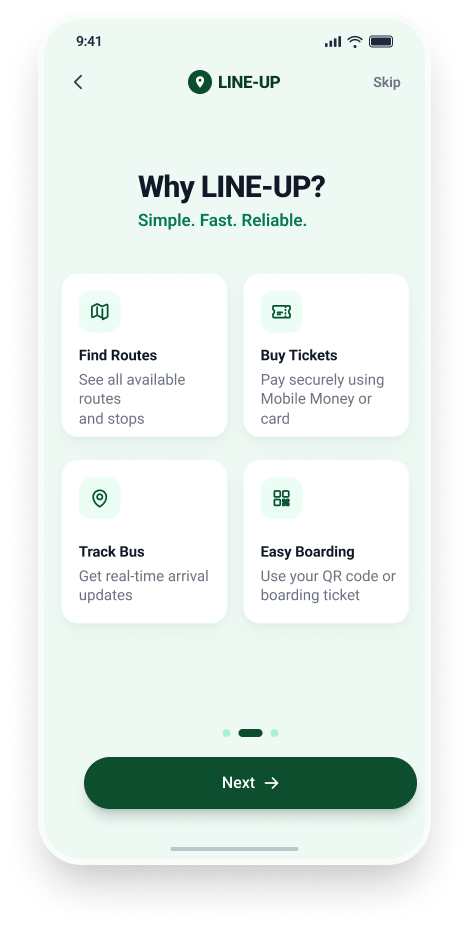 9:41
LINE-UP
Skip
Why LINE-UP?
Simple. Fast. Reliable.
Find Routes
See all available
routes
and stops
Buy Tickets
Pay securely using
Mobile Money or
card
Track Bus
Get real-time arrival
updates
Easy Boarding
Use your QR code or
boarding ticket
Next